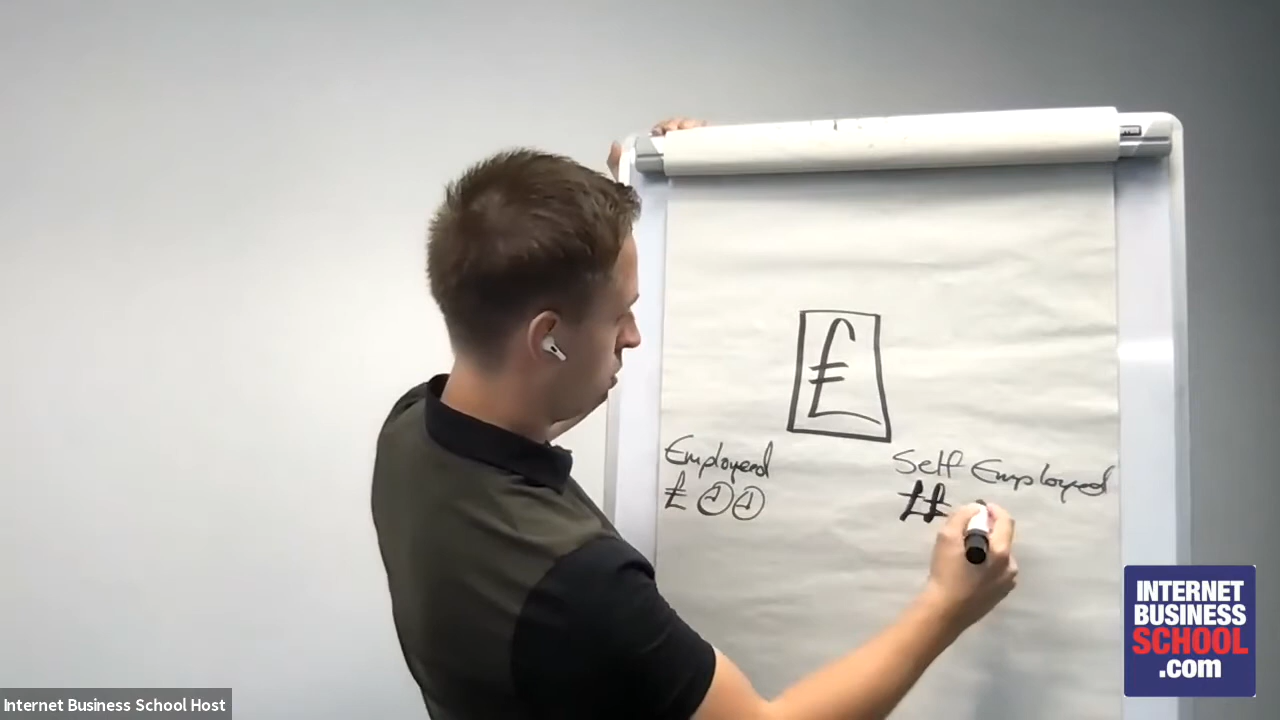 £
Employed
£
Self Employed
££
INTERNET
BUSINESS
SCHOOL
.com
Internet Business School Host